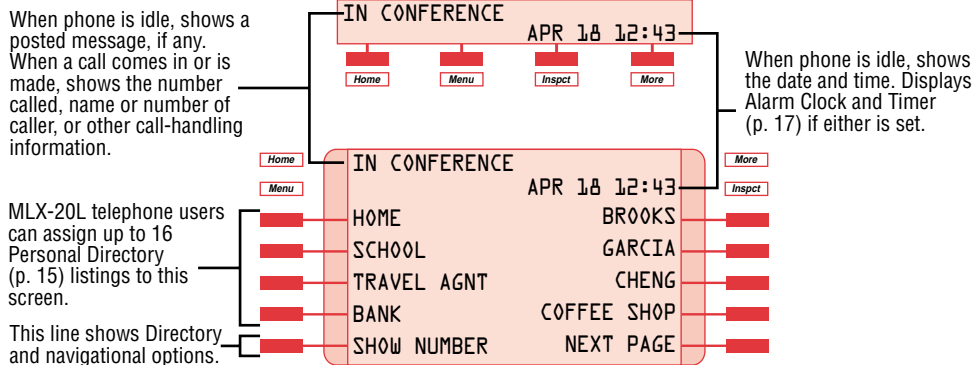 When phone is idle, shows a
posted message, if any.
When a call comes in or is
made, shows the number
called, name or number of
caller, or other call-handling
information.
IN CONFERENCE
APR 18 12:43
Home Menu Inspct More
When phone is idle, shows
the date and time. Displays
Alarm Clock and Timer
(p. 17) if either is set.
Home IN CONFERENCE More
Menu APR 18 12:43 Inspct
MLX-20L telephone users
can assign up to 16
Personal Directory
(p. 15) listings to this
screen.
HOME BROOKS
SCHOOL GARCIA
TRAVEL AGNT CHENG
BANK COFFEE SHOP
This line shows Directory
and navigational options.
SHOW NUMBER NEXT PAGE